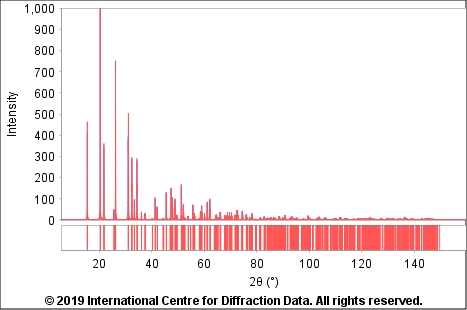 1,000
900
800
700
600
500
400
300
200
100
0
Intensity
20 40 60 80 100 120 140
2θ (°)
© 2019 International Centre for Diffraction Data. All rights reserved.